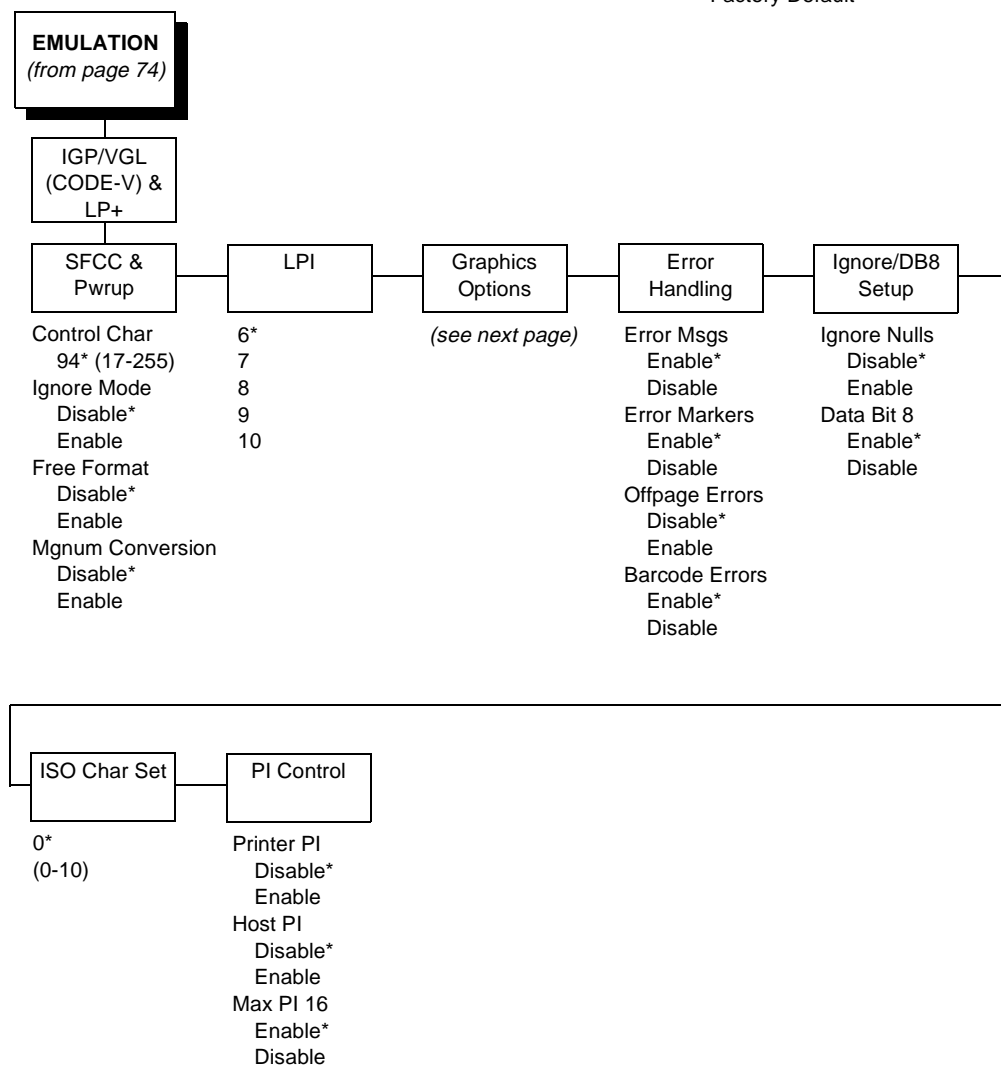 Factory Default
EMULATION
(from page 74)
IGP/VGL
(CODE-V) &
LP+
SFCC &
Pwrup
LPI
Graphics
Options
Error
Handling
Ignore/DB8
Setup
Control Char
94* (17-255)
Ignore Mode
Disable*
Enable
Free Format
Disable*
Enable
Mgnum Conversion
Disable*
Enable
6*
7
8
9
10
(see next page)
Error Msgs
Enable*
Disable
Error Markers
Enable*
Disable
Offpage Errors
Disable*
Enable
Barcode Errors
Enable*
Disable
Ignore Nulls
Disable*
Enable
Data Bit 8
Enable*
Disable
ISO Char Set
PI Control
0*
(0-10)
Printer PI
Disable*
Enable
Host PI
Disable*
Enable
Max PI 16
Enable*
Disable